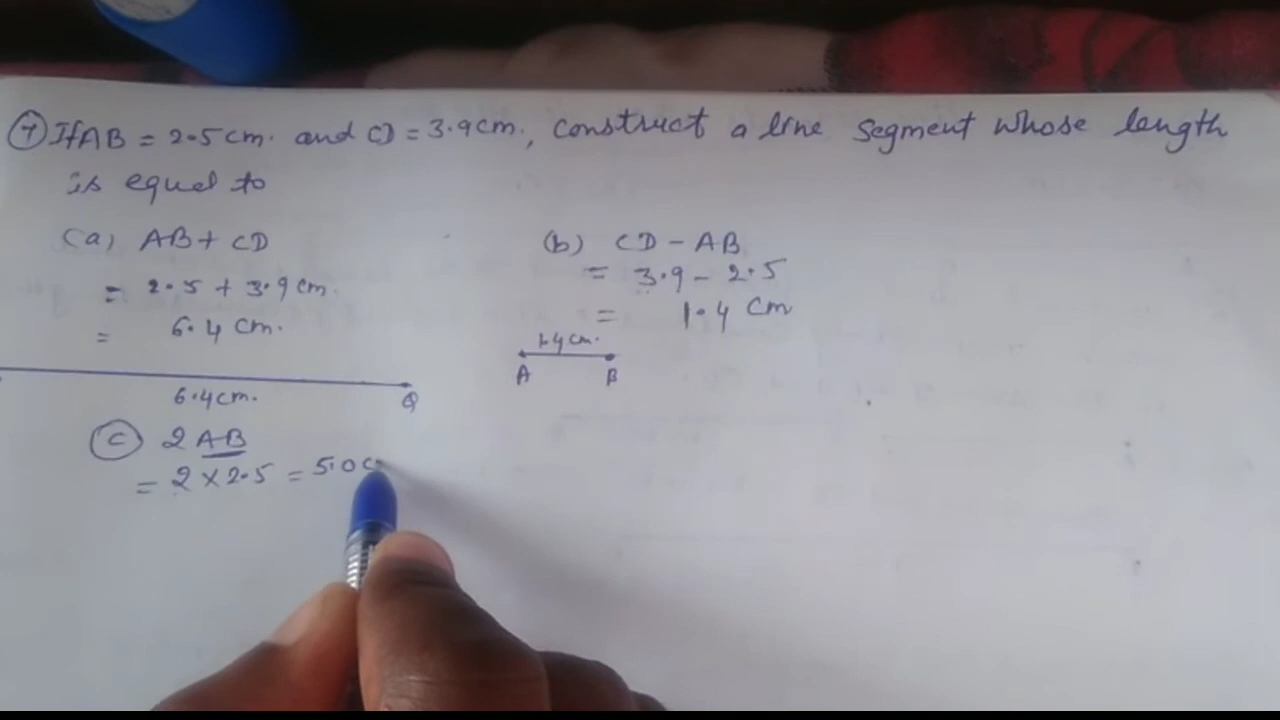 ⑦ If AB = 2.5 cm. and CD = 3.9 cm., construct a line segment whose length
is equal to
(a) AB + CD
= 2.5 + 3.9 cm.
= 6.4 cm.
6.4 cm.
Q
(b) CD - AB
= 3.9 - 2.5
= 1.4 cm
1.4 cm.
A B
(c) 2 AB
= 2 × 2.5 = 5.0 c